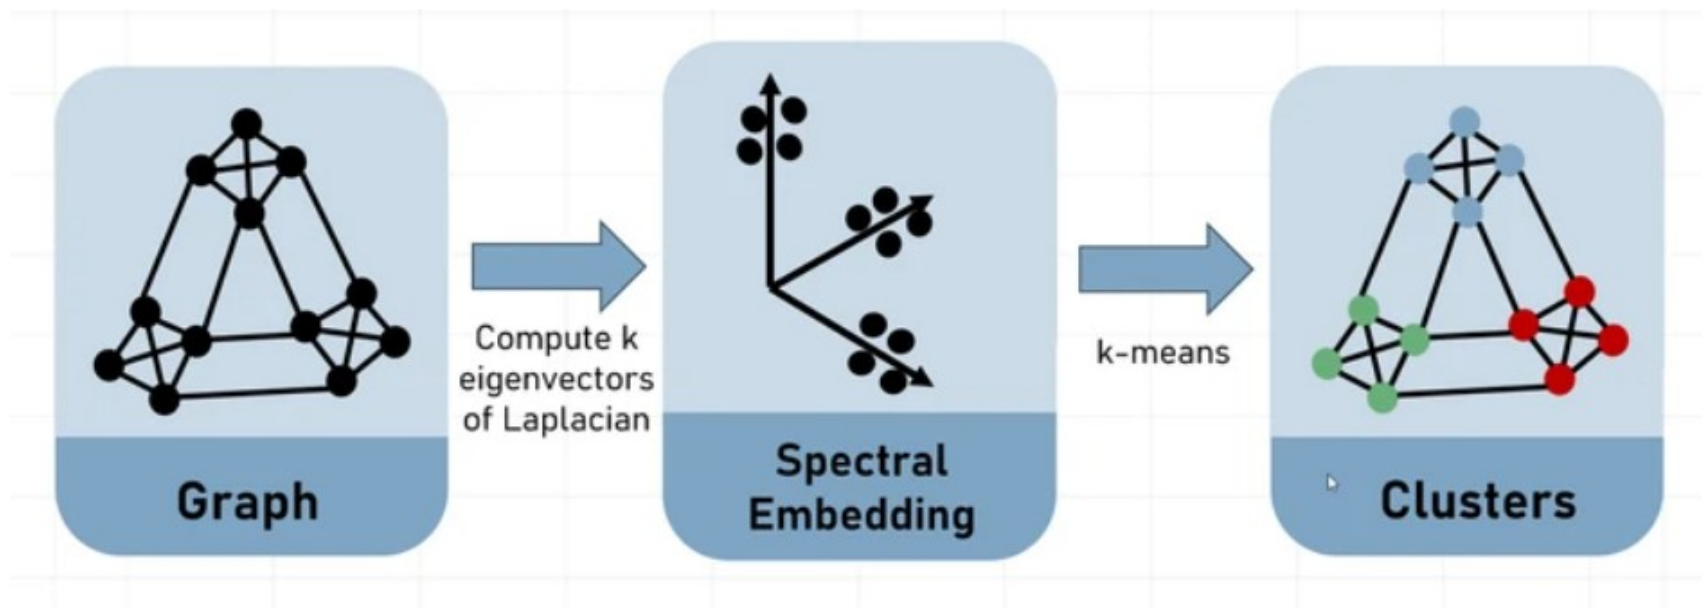 Graph
Compute k
eigenvectors
of Laplacian
Spectral
Embedding
k-means
Clusters